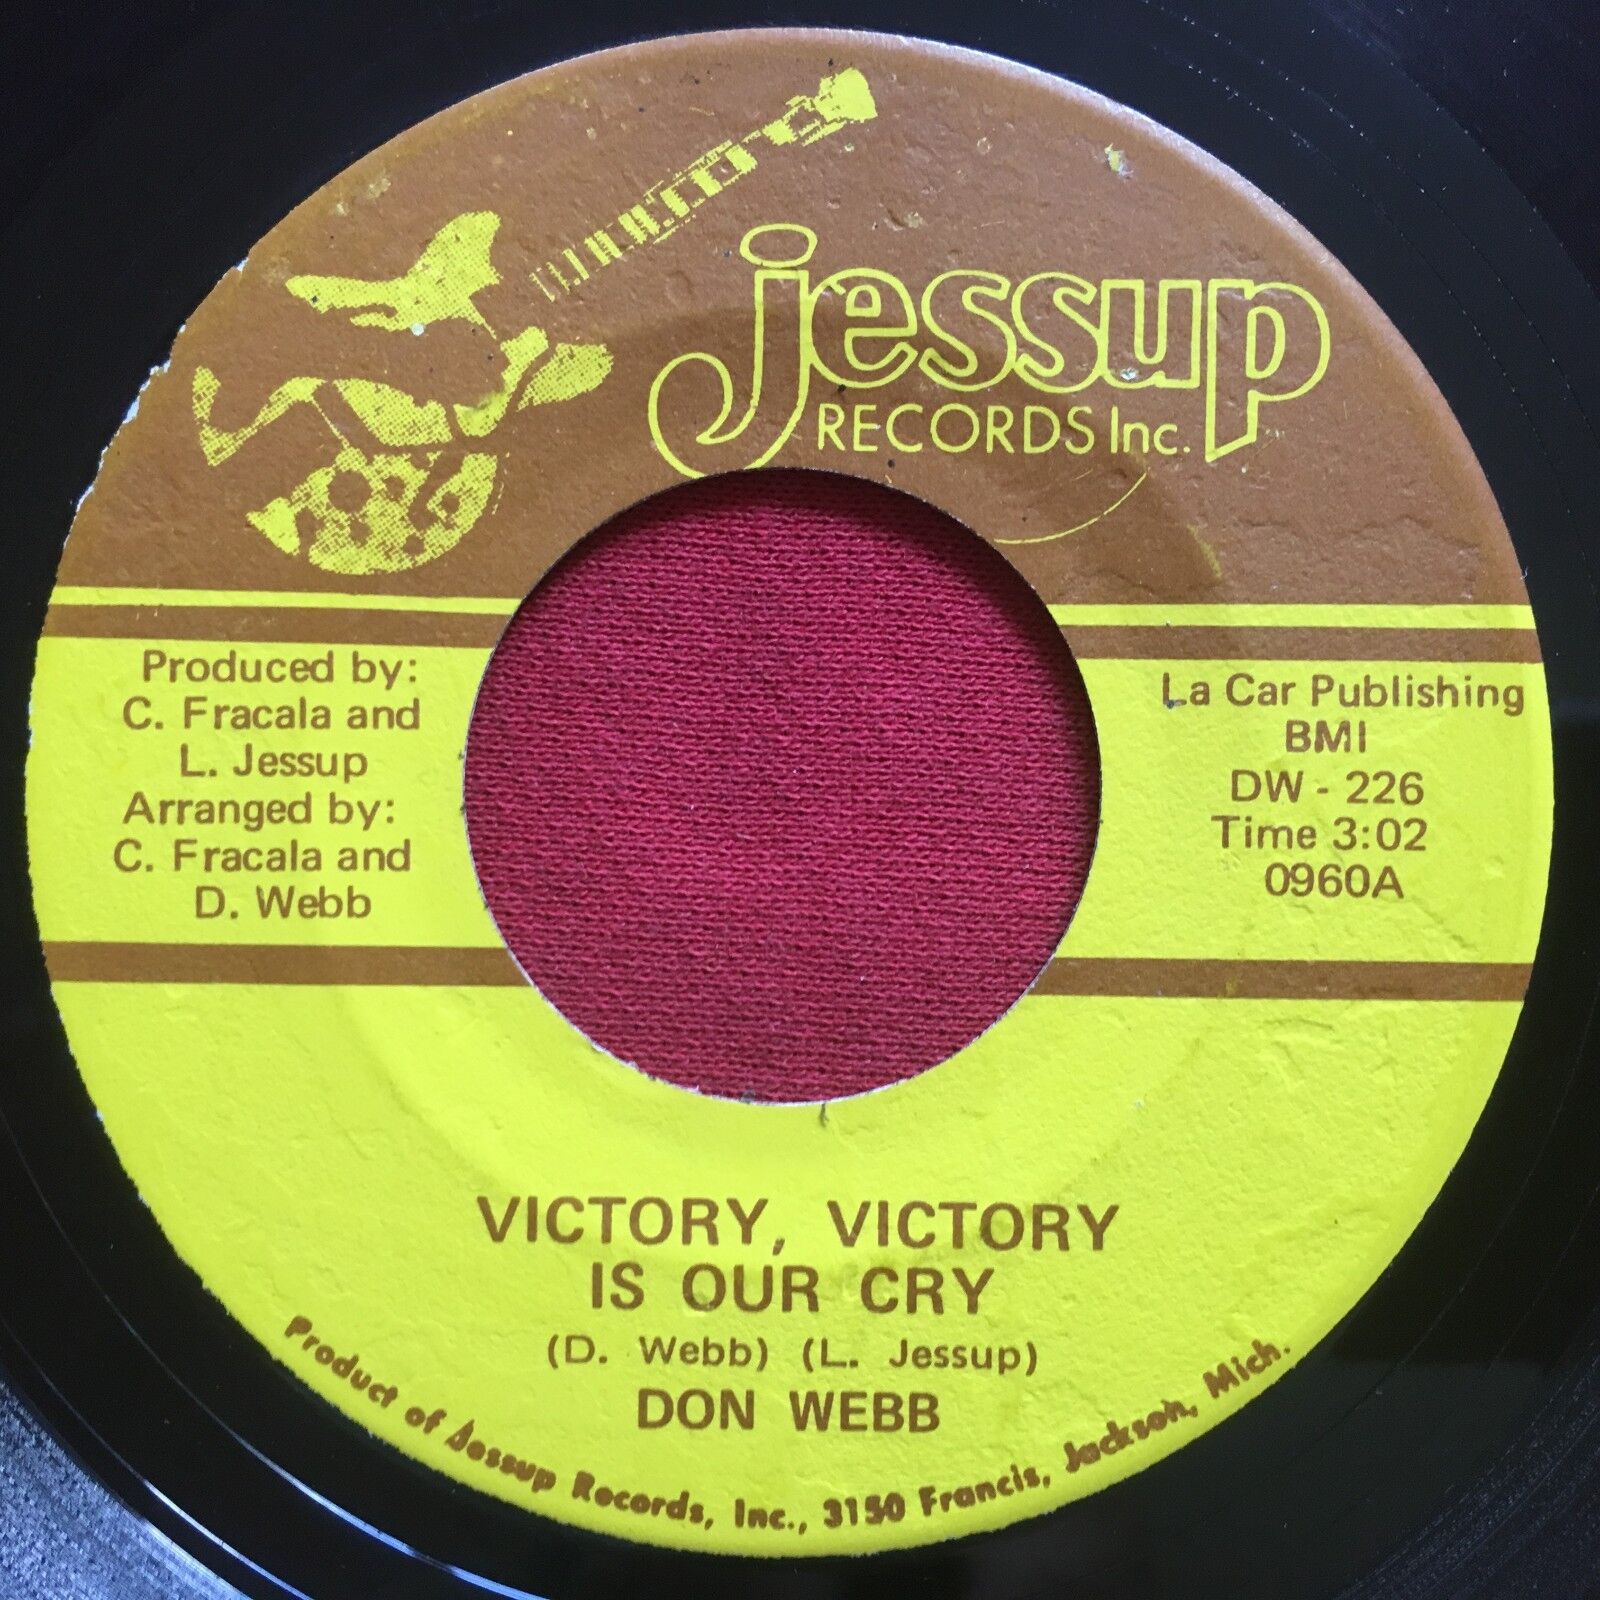 jessup
RECORDS Inc.
Produced by:
C. Fracala and
L. Jessup
Arranged by:
C. Fracala and
D. Webb
La Car Publishing
BMI
DW - 226
Time 3:02
0960A
VICTORY, VICTORY
IS OUR CRY
(D. Webb) (L. Jessup)
DON WEBB
Product of Jessup Records, Inc., 3150 Francis, Jackson, Mich.